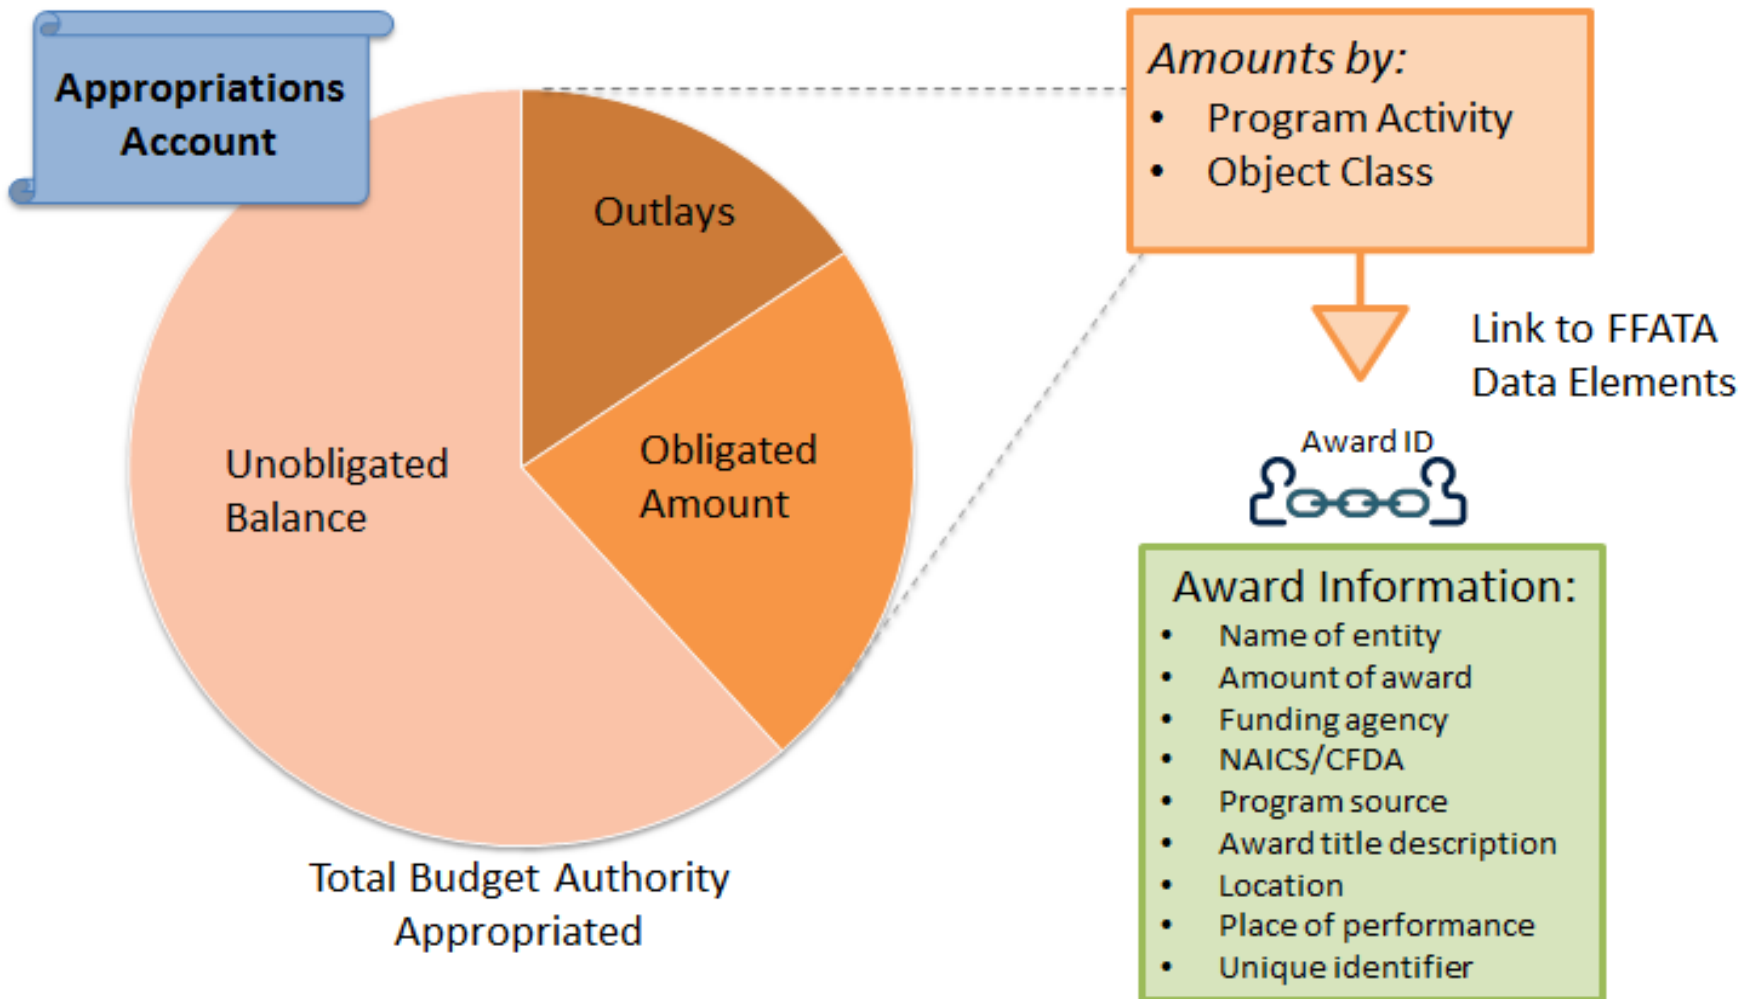 Appropriations
Account
Outlays
Obligated
Amount
Unobligated
Balance
Total Budget Authority
Appropriated
Amounts by:
• Program Activity
• Object Class
Link to FFATA
Data Elements
Award ID
Award Information:
• Name of entity
• Amount of award
• Funding agency
• NAICS/CFDA
• Program source
• Award title description
• Location
• Place of performance
• Unique identifier